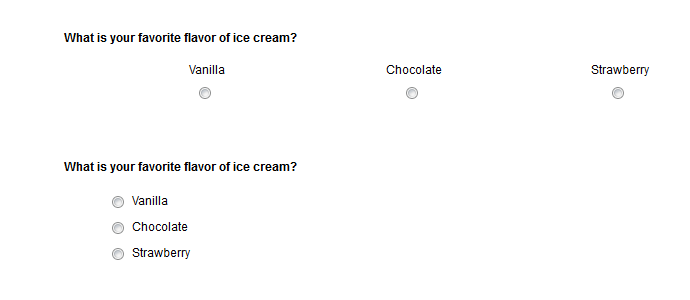 What is your favorite flavor of ice cream?
Vanilla Chocolate Strawberry
What is your favorite flavor of ice cream?
Vanilla
Chocolate
Strawberry